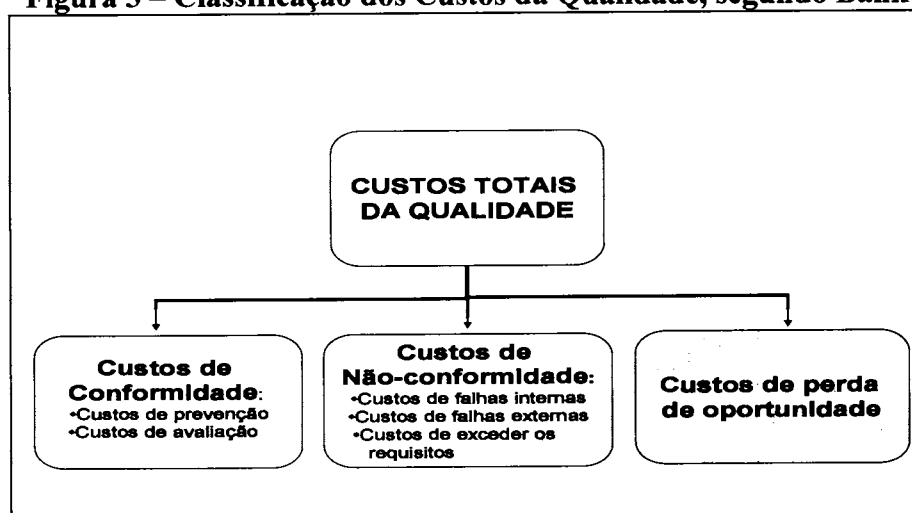 Figura 3 – Classificação dos Custos da Qualidade, segundo Bank
CUSTOS TOTAIS
DA QUALIDADE
Custos de
Conformidade:
•Custos de prevenção
•Custos de avaliação
Custos de
Não-conformidade:
•Custos de falhas internas
•Custos de falhas externas
•Custos de exceder os
requisitos
Custos de perda
de oportunidade